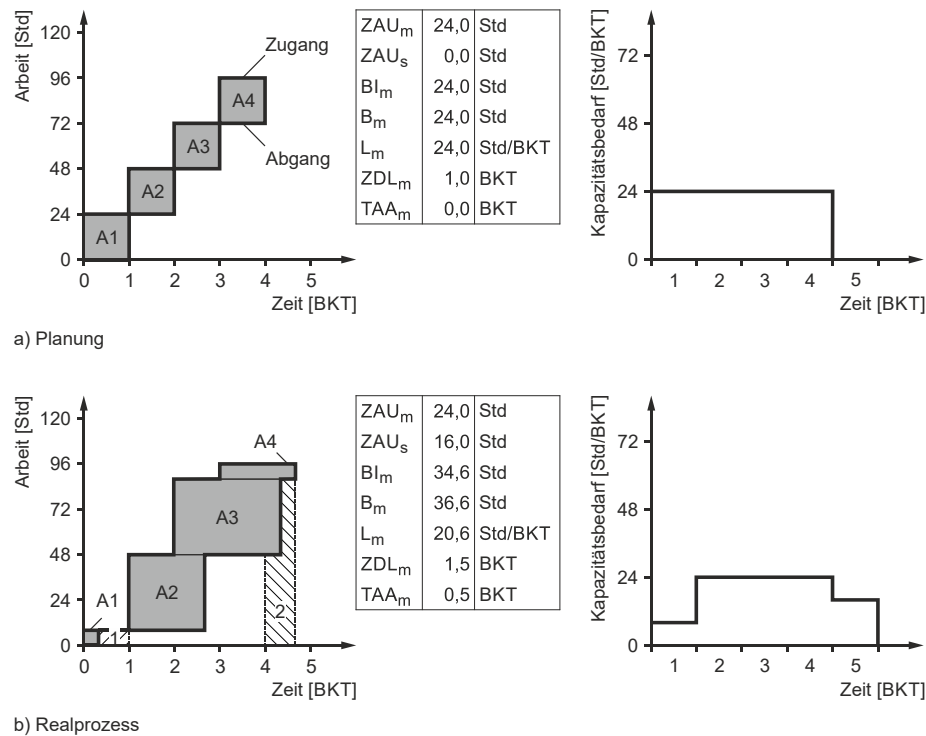 Arbeit [Std]
120
96
72
48
24
0
0 1 2 3 4 5
Zeit [BKT]
A1
A2
A3
A4
Zugang
Abgang
ZAUm 24,0 Std
ZAUs 0,0 Std
BIm 24,0 Std
Bm 24,0 Std
Lm 24,0 Std/BKT
ZDLm 1,0 BKT
TAAm 0,0 BKT
Kapazitätsbedarf [Std/BKT]
72
48
24
0
1 2 3 4 5
Zeit [BKT]
a) Planung
Arbeit [Std]
120
96
72
48
24
0
0 1 2 3 4 5
Zeit [BKT]
A1
1
A2
A3
A4
2
ZAUm 24,0 Std
ZAUs 16,0 Std
BIm 34,6 Std
Bm 36,6 Std
Lm 20,6 Std/BKT
ZDLm 1,5 BKT
TAAm 0,5 BKT
Kapazitätsbedarf [Std/BKT]
72
48
24
0
1 2 3 4 5
Zeit [BKT]
b) Realprozess